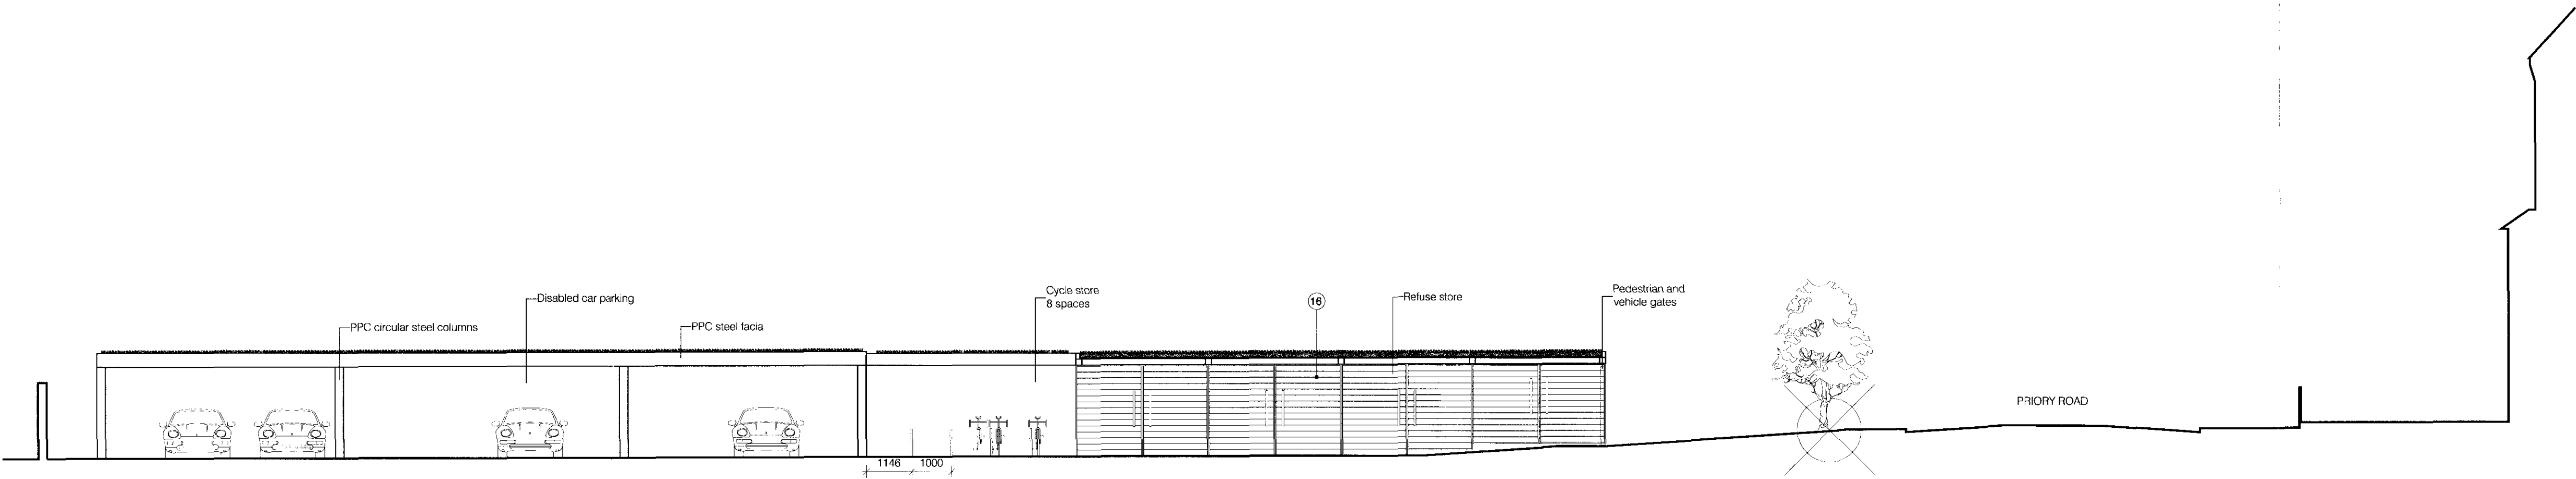 Disabled car parking
PPC circular steel columns
PPC steel facia
Cycle store
8 spaces
16
Refuse store
Pedestrian and
vehicle gates
PRIORY ROAD
1146
1000